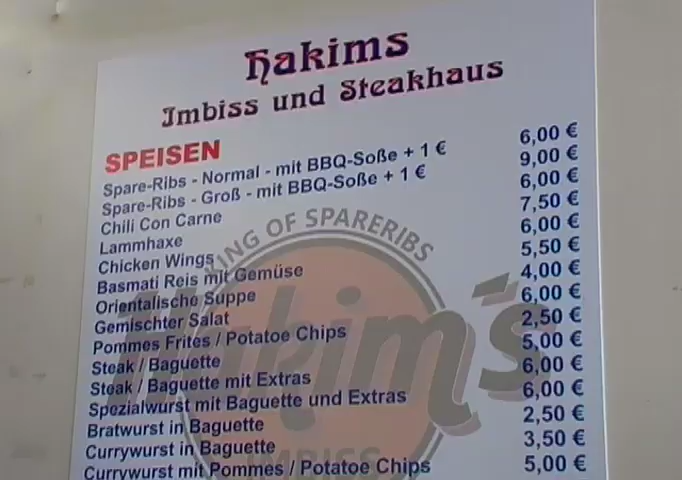 Hakims
Imbiss und Steakhaus
SPEISEN
Spare-Ribs - Normal - mit BBQ-Soße + 1 € 6,00 €
Spare-Ribs - Groß - mit BBQ-Soße + 1 € 9,00 €
Chili Con Carne 6,00 €
Lammhaxe 7,50 €
Chicken Wings 6,00 €
Basmati Reis mit Gemüse 5,50 €
Orientalische Suppe 4,00 €
Gemischter Salat 6,00 €
Pommes Frites / Potatoe Chips 2,50 €
Steak / Baguette 5,00 €
Steak / Baguette mit Extras 6,00 €
Spezialwurst mit Baguette und Extras 6,00 €
Bratwurst in Baguette 2,50 €
Currywurst in Baguette 3,50 €
Currywurst mit Pommes / Potatoe Chips 5,00 €
KING OF SPARERIBS
Hakim's
IMBISS